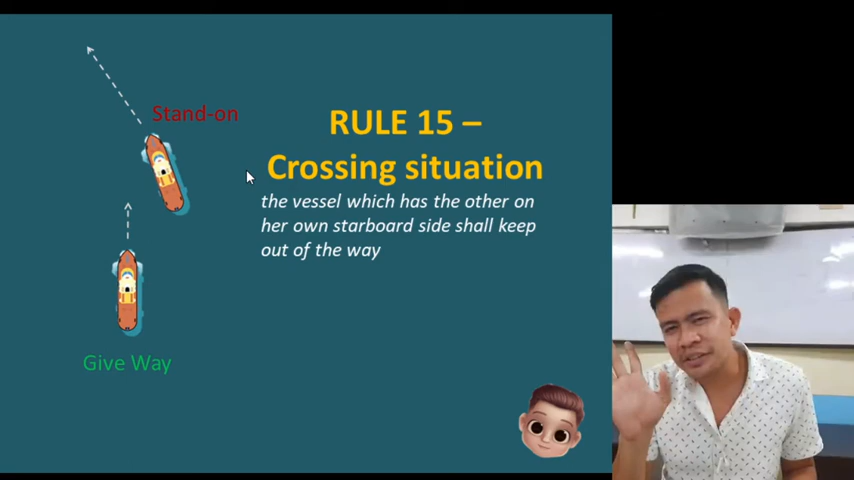 Stand-on
RULE 15 –
Crossing situation
the vessel which has the other on
her own starboard side shall keep
out of the way
Give Way